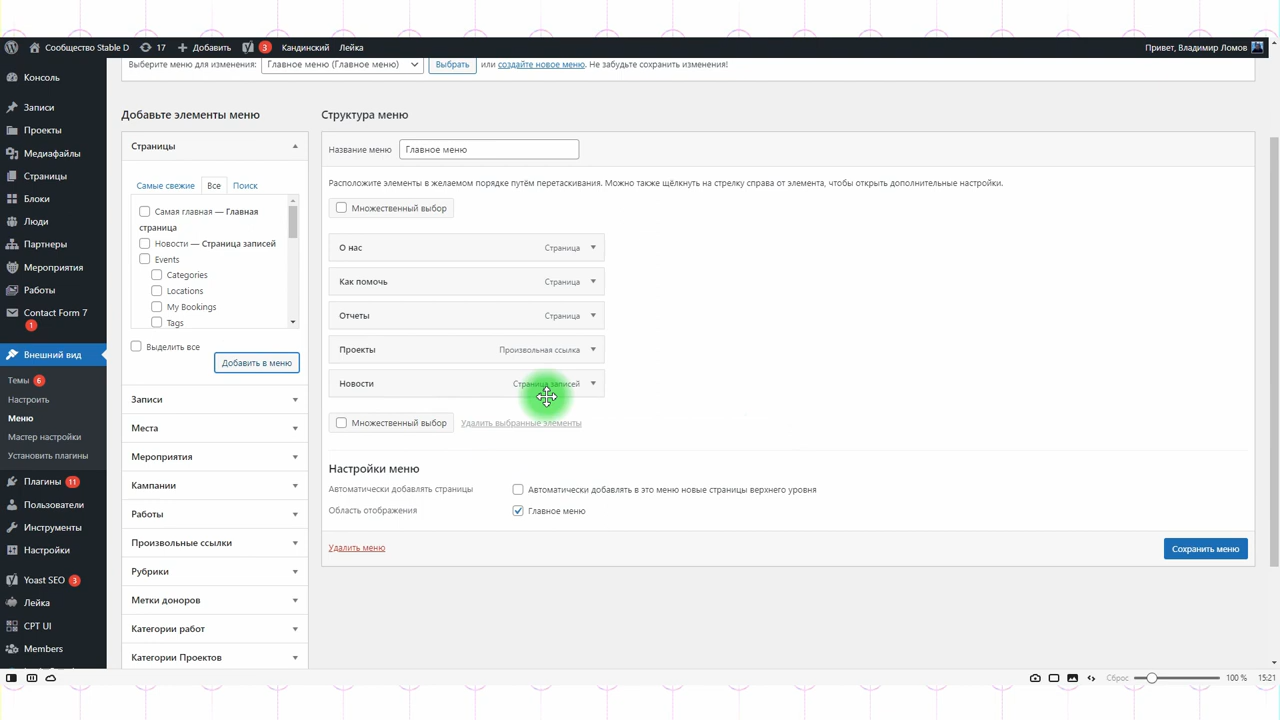 Сообщество Stable D 17 Добавить 3 Кандинский Лейка Привет, Владимир Ломов
Консоль
Записи
Проекты
Медиафайлы
Страницы
Блоки
Люди
Партнеры
Мероприятия
Работы
Contact Form 7
1
Внешний вид
Темы 6
Настроить
Меню
Мастер настройки
Установить плагины
Плагины 11
Пользователи
Инструменты
Настройки
Yoast SEO 3
Лейка
CPT UI
Members
Выберите меню для изменения: Главное меню (Главное меню) Выбрать или создайте новое меню. Не забудьте сохранить изменения!
Добавьте элементы меню
Страницы
Самые свежие Все Поиск
Самая главная — Главная
страница
Новости — Страница записей
Events
Categories
Locations
My Bookings
Tags
Выделить все
Добавить в меню
Записи
Места
Мероприятия
Кампании
Работы
Произвольные ссылки
Рубрики
Метки доноров
Категории работ
Категории Проектов
Структура меню
Название меню Главное меню
Расположите элементы в желаемом порядке путём перетаскивания. Можно также щёлкнуть на стрелку справа от элемента, чтобы открыть дополнительные настройки.
Множественный выбор
О нас Страница
Как помочь Страница
Отчеты Страница
Проекты Произвольная ссылка
Новости Страница записей
Множественный выбор Удалить выбранные элементы
Настройки меню
Автоматически добавлять страницы Автоматически добавлять в это меню новые страницы верхнего уровня
Область отображения Главное меню
Удалить меню Сохранить меню
Сброс 100 % 15:21